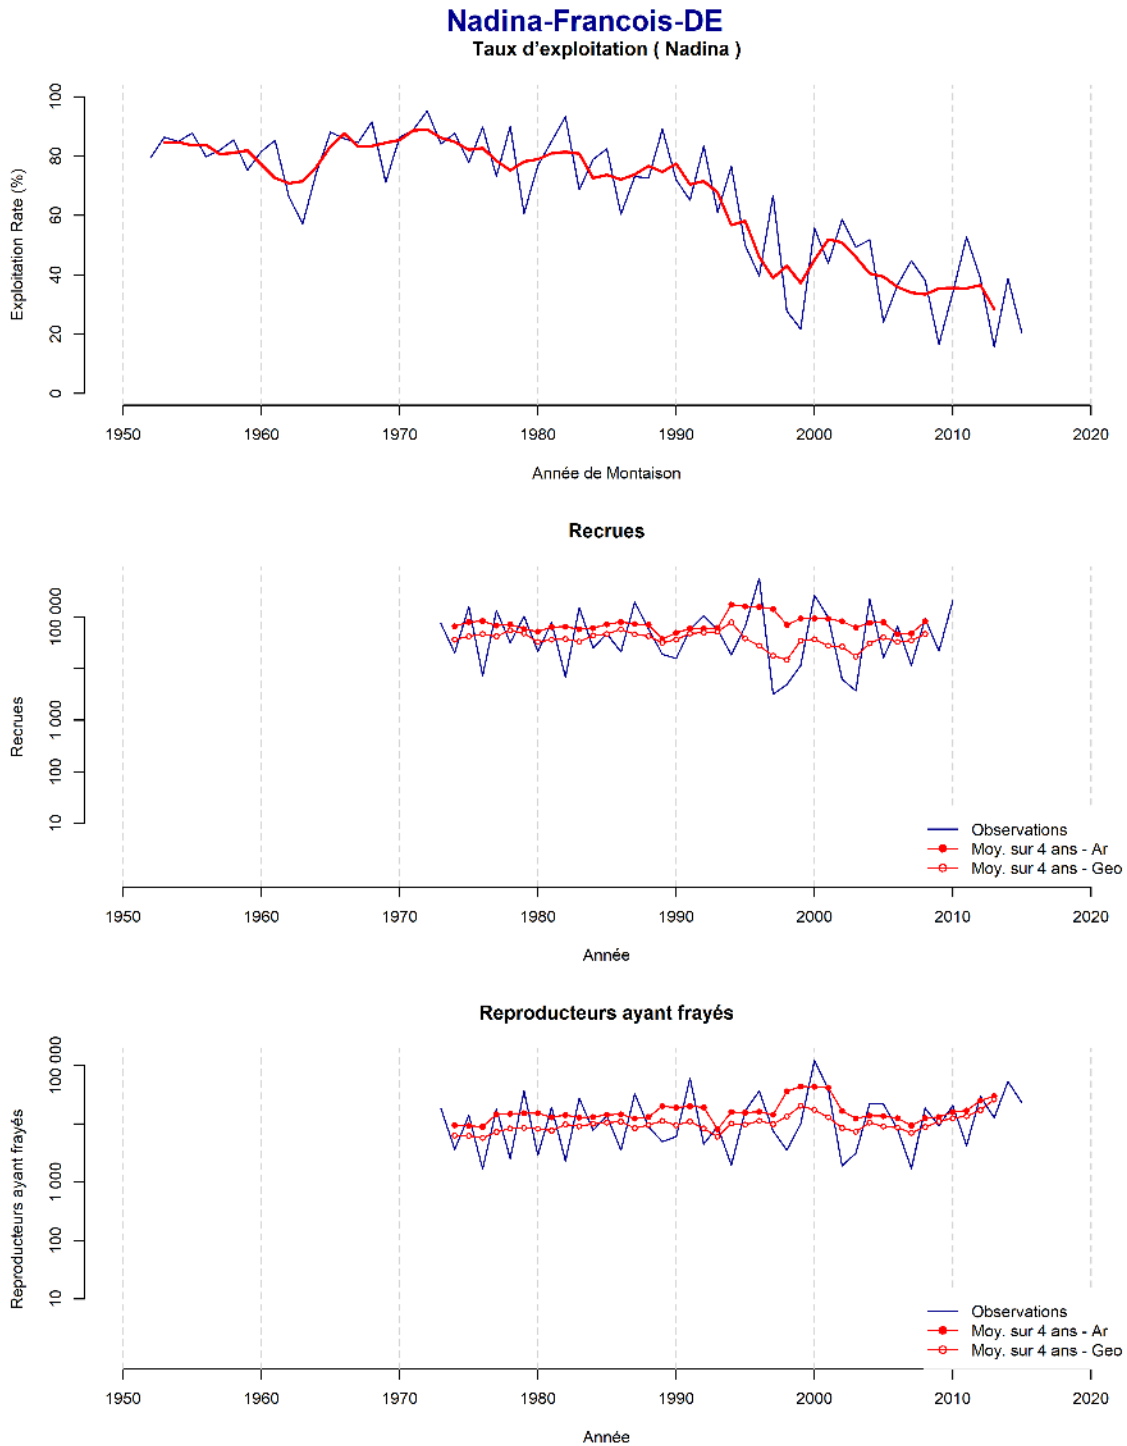 Nadina-Francois-DE
Taux d’exploitation ( Nadina )
Exploitation Rate (%)
100
80
60
40
20
0
1950 1960 1970 1980 1990 2000 2010 2020
Année de Montaison
Recrues
Recrues
100 000
1 000
100
10
Observations
Moy. sur 4 ans - Ar
Moy. sur 4 ans - Geo
1950 1960 1970 1980 1990 2000 2010 2020
Année
Reproducteurs ayant frayés
Reproducteurs ayant frayés
100 000
1 000
100
10
Observations
Moy. sur 4 ans - Ar
Moy. sur 4 ans - Geo
1950 1960 1970 1980 1990 2000 2010 2020
Année